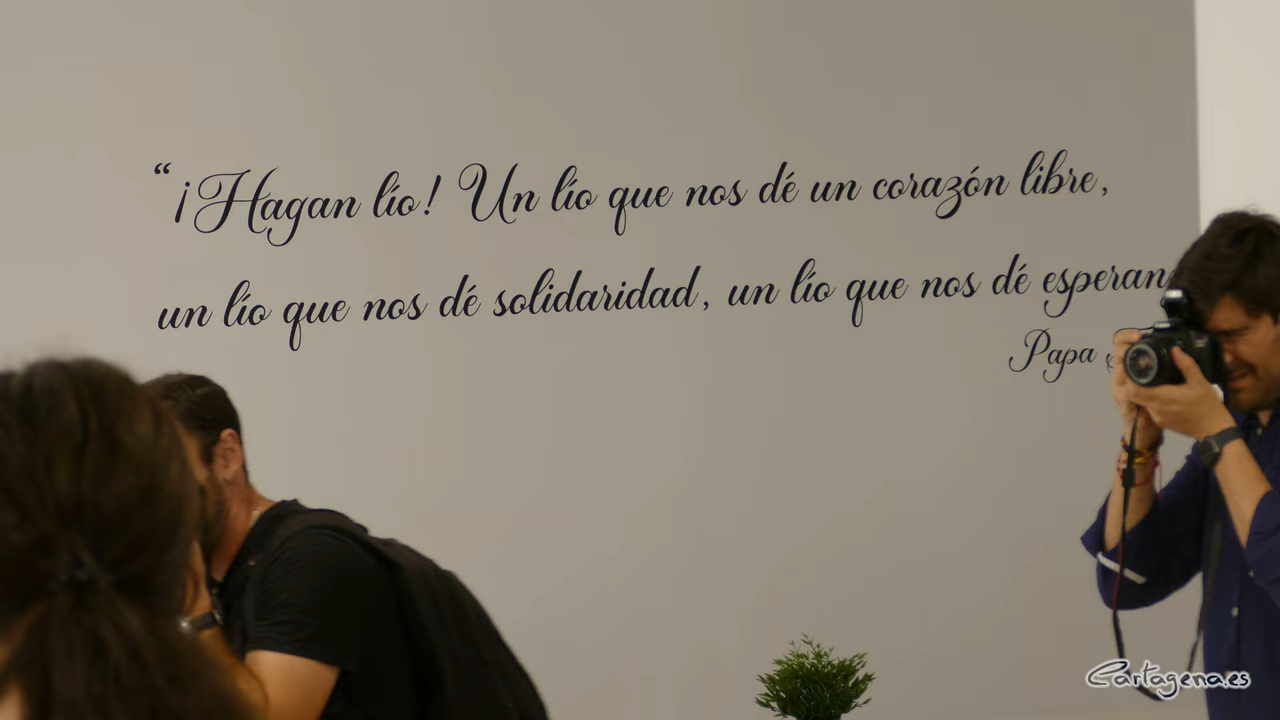 “¡Hagan lío! Un lío que nos dé un corazón libre,
un lío que nos dé solidaridad, un lío que nos dé
Papa
Cartagena.es